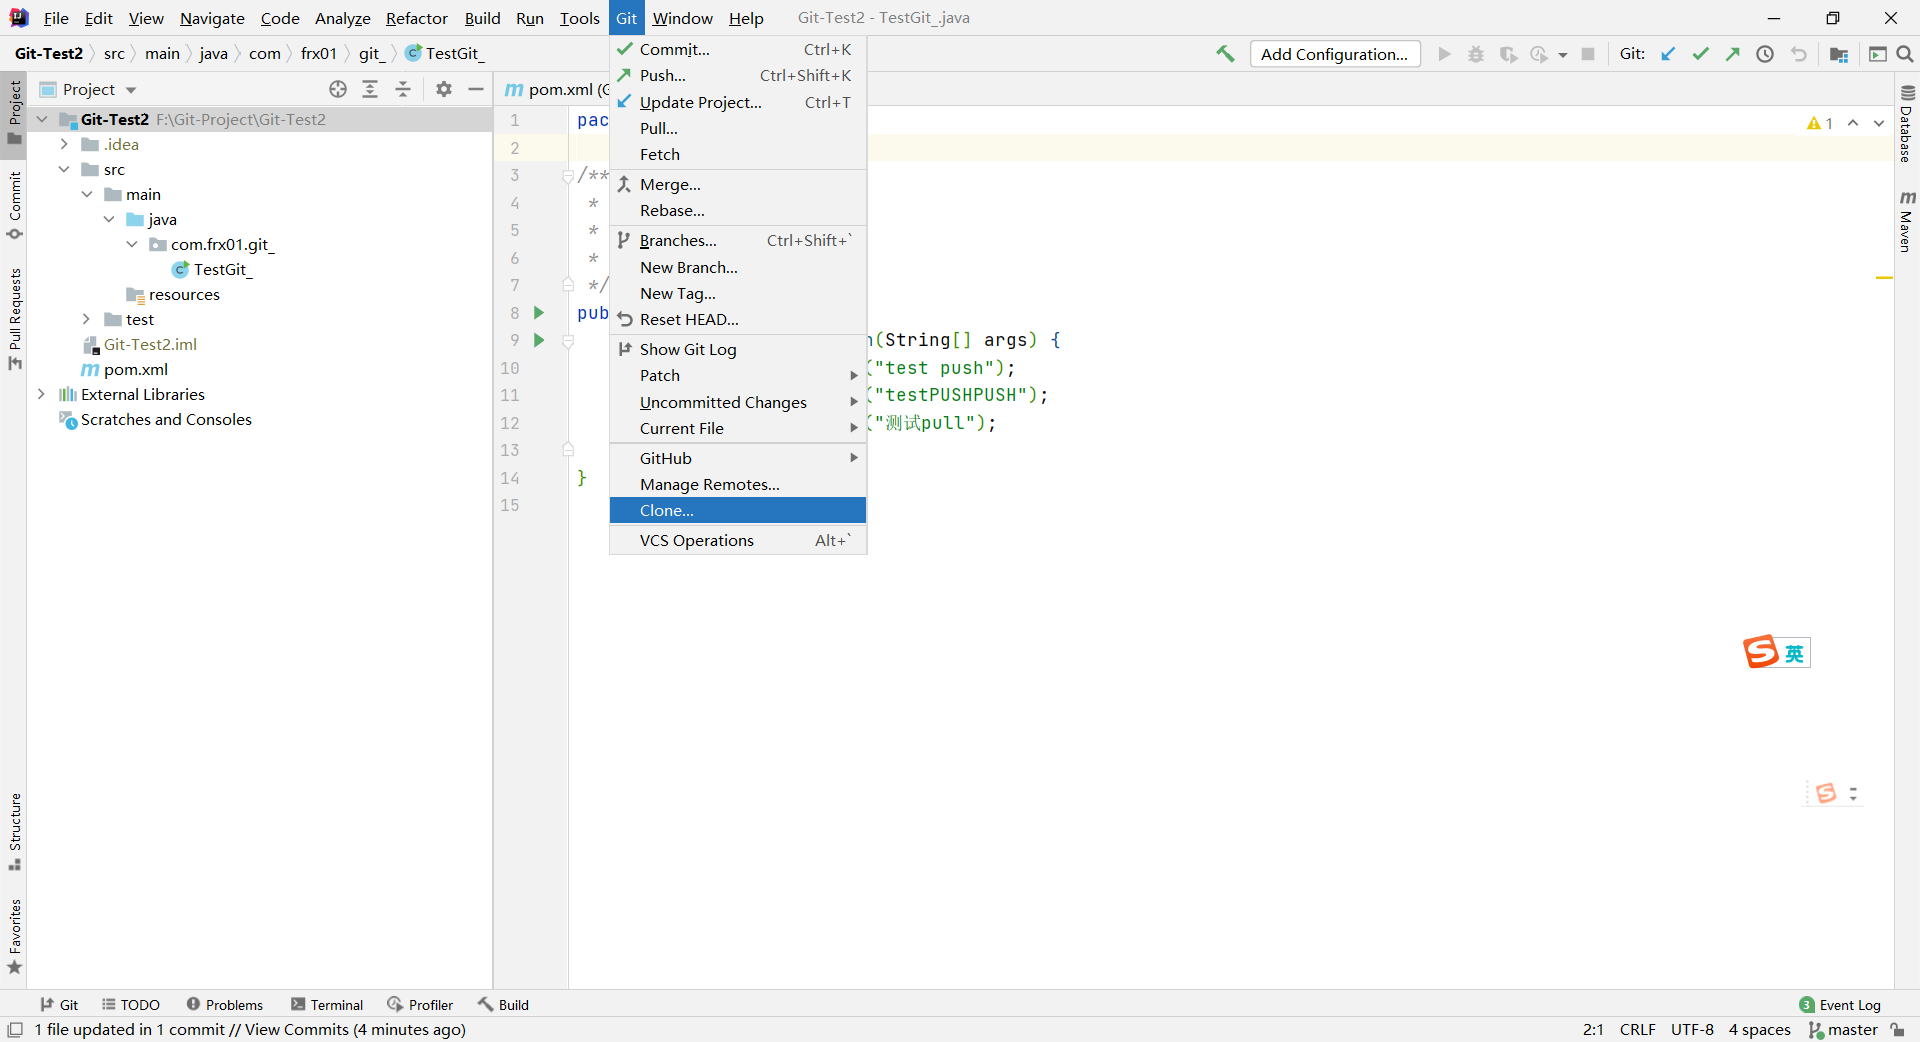 File Edit View Navigate Code Analyze Refactor Build Run Tools Git Window Help Git-Test2 - TestGit_.java
Git-Test2 src main java com frx01 git_ TestGit_
Add Configuration... Git:
Project
pom.xml (G
Git-Test2 F:\Git-Project\Git-Test2
.idea
src
main
java
com.frx01.git_
TestGit_
resources
test
Git-Test2.iml
pom.xml
External Libraries
Scratches and Consoles
Project
Commit
Pull Requests
Structure
Favorites
Commit... Ctrl+K
Push... Ctrl+Shift+K
Update Project... Ctrl+T
Pull...
Fetch
Merge...
Rebase...
Branches... Ctrl+Shift+`
New Branch...
New Tag...
Reset HEAD...
Show Git Log
Patch
Uncommitted Changes
Current File
GitHub
Manage Remotes...
Clone...
VCS Operations Alt+`
1 pac
2
3 /**
4 *
5 *
6 *
7 */
8 pub
9 n(String[] args) {
10 ("test push");
11 ("testPUSHPUSH");
12 ("测试pull");
13
14 }
15
1
Database
Maven
英
Git TODO Problems Terminal Profiler Build
3 Event Log
1 file updated in 1 commit // View Commits (4 minutes ago)
2:1 CRLF UTF-8 4 spaces master